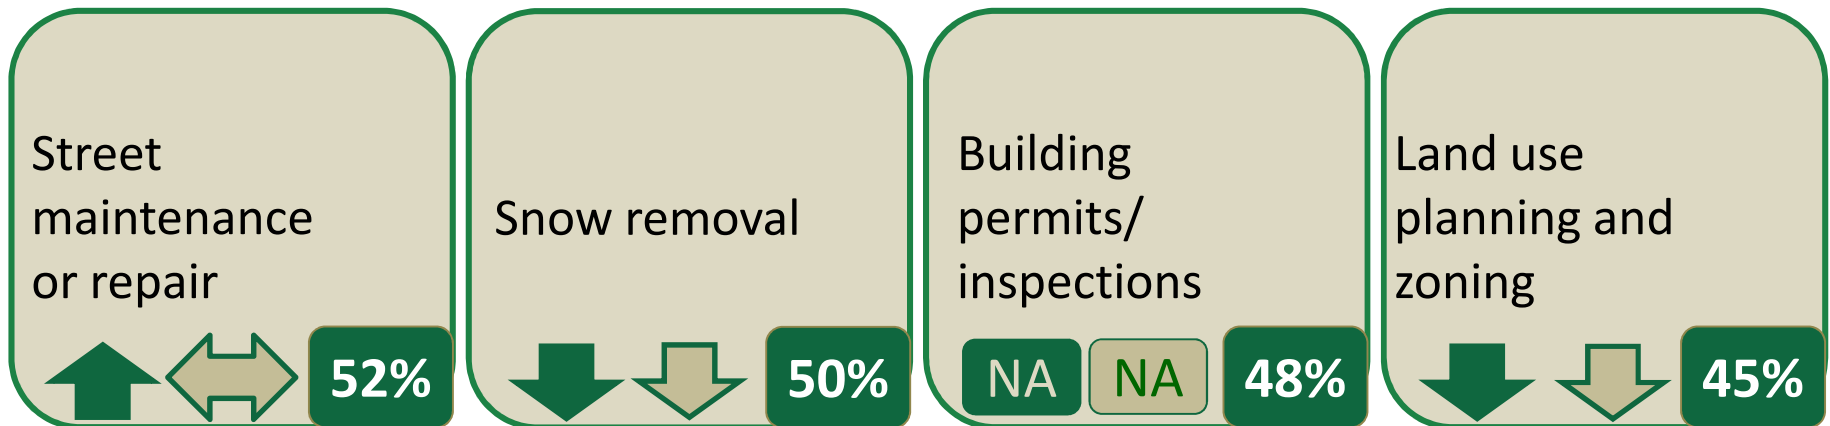 Street
maintenance
or repair
52%
Snow removal
50%
Building
permits/
inspections
NA
NA
48%
Land use
planning and
zoning
45%